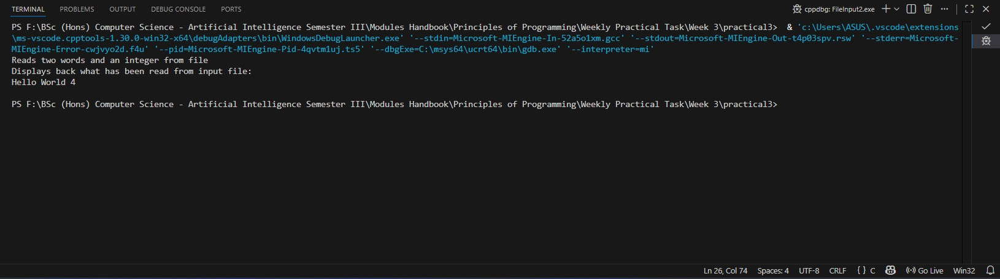 TERMINAL PROBLEMS OUTPUT DEBUG CONSOLE PORTS cppdbg: FileInput2.exe
PS F:\BSc (Hons) Computer Science - Artificial Intelligence Semester III\Modules Handbook\Principles of Programming\Weekly Practical Task\Week 3\practical3>  & 'c:\Users\ASUS\.vscode\extensions
\ms-vscode.cpptools-1.30.0-win32-x64\debugAdapters\bin\WindowsDebugLauncher.exe' '--stdin=Microsoft-MIEngine-In-52a5o1xm.gcc' '--stdout=Microsoft-MIEngine-Out-t4p03spv.rsw' '--stderr=Microsoft-
MIEngine-Error-cwjvyo2d.f4u' '--pid=Microsoft-MIEngine-Pid-4qvtm1uj.ts5' '--dbgExe=C:\msys64\ucrt64\bin\gdb.exe' '--interpreter=mi'
Reads two words and an integer from file
Displays back what has been read from input file:
Hello World 4
PS F:\BSc (Hons) Computer Science - Artificial Intelligence Semester III\Modules Handbook\Principles of Programming\Weekly Practical Task\Week 3\practical3>
Ln 26, Col 74 Spaces: 4 UTF-8 CRLF { } C Go Live Win32